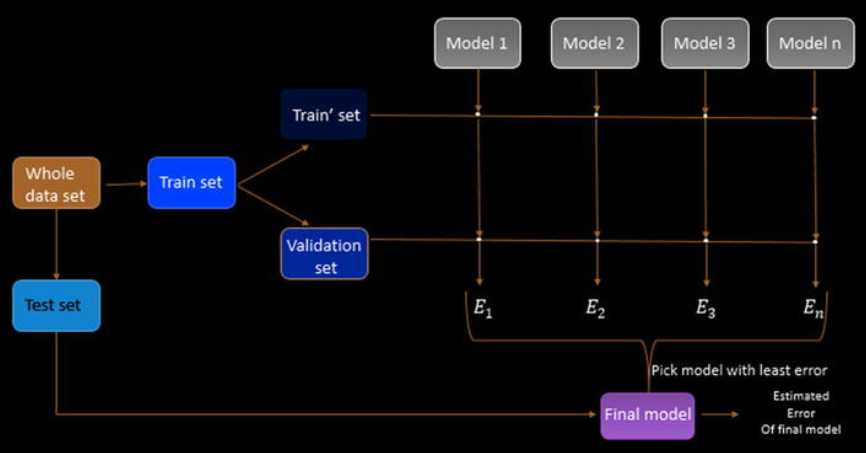 Model 1
Model 2
Model 3
Model n
Train' set
Whole
data set
Train set
Validation
set
Test set
E1
E2
E3
En
Pick model with least error
Final model
Estimated
Error
Of final model